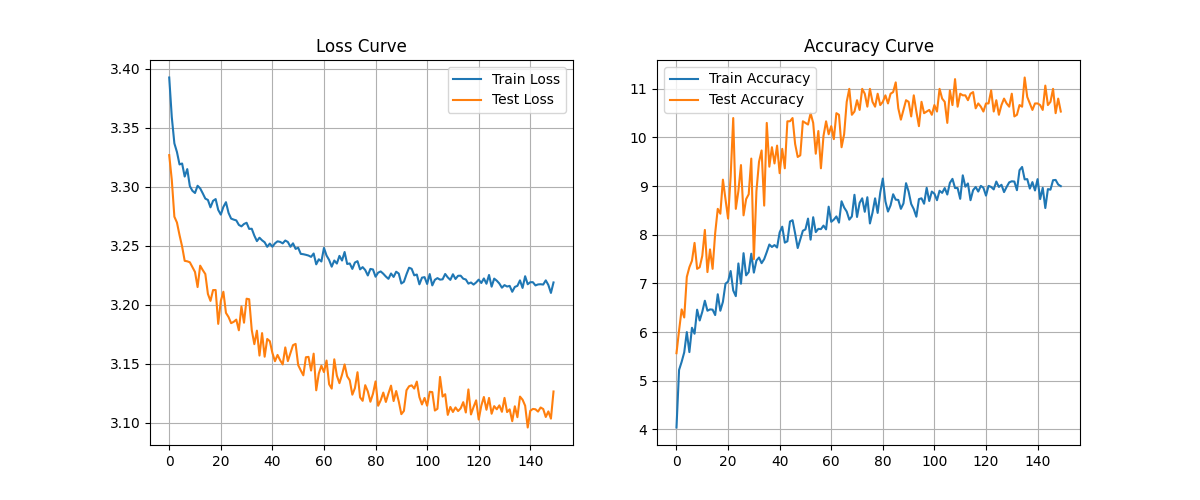 Loss Curve
Train Loss
Test Loss
3.40
3.35
3.30
3.25
3.20
3.15
3.10
0 20 40 60 80 100 120 140
Accuracy Curve
Train Accuracy
Test Accuracy
11
10
9
8
7
6
5
4
0 20 40 60 80 100 120 140